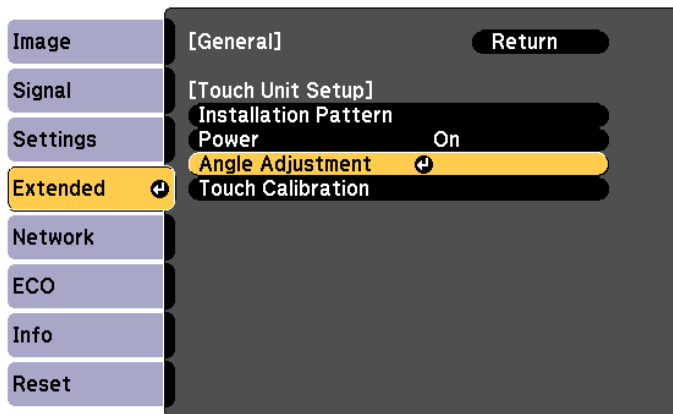 Image
Signal
Settings
Extended
Network
ECO
Info
Reset
[General] Return
[Touch Unit Setup]
Installation Pattern
Power On
Angle Adjustment
Touch Calibration